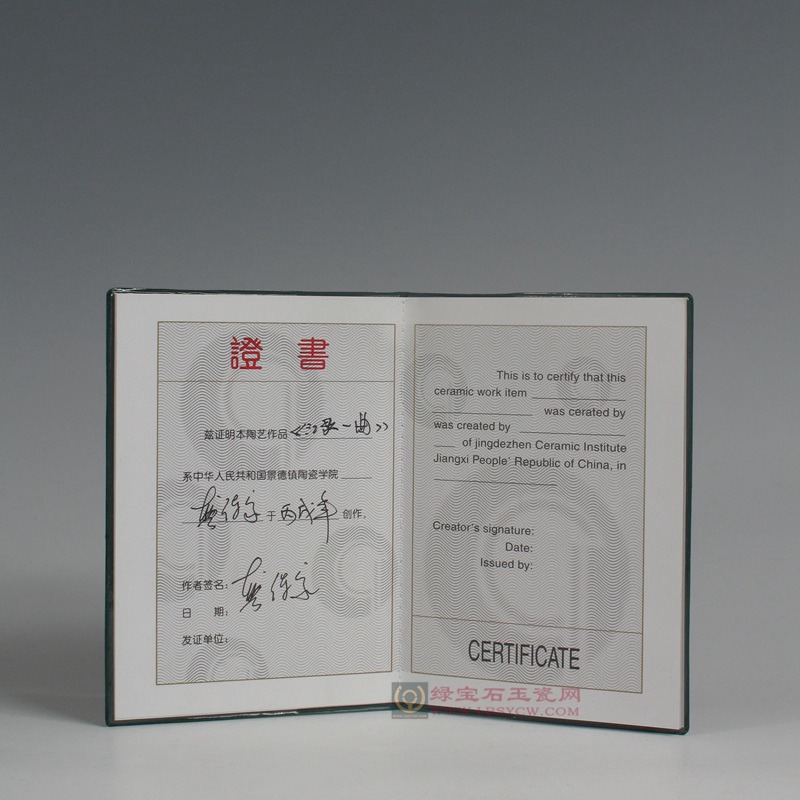 證書
兹证明本陶艺作品《 一曲》
系中华人民共和国景德镇陶瓷学院
于丙戌年创作。
作者签名:
日 期:
发证单位:
This is to certify that this
ceramic work item
was cerated by
was created by
of jingdezhen Ceramic Institute
Jiangxi People' Republic of China, in
Creator's signature:
Date:
Issued by:
CERTIFICATE
绿宝石玉瓷网
WWW.LBSYCW.COM